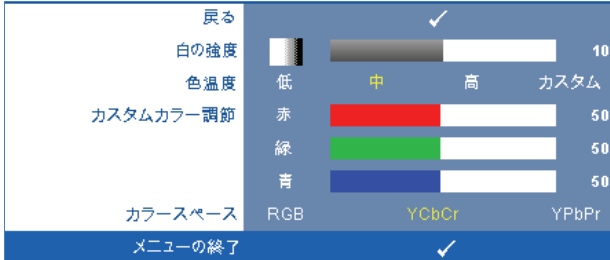 戻る
白の強度 10
色温度 低 中 高 カスタム
カスタムカラー調節 赤 50
緑 50
青 50
カラースペース RGB YCbCr YPbPr
メニューの終了